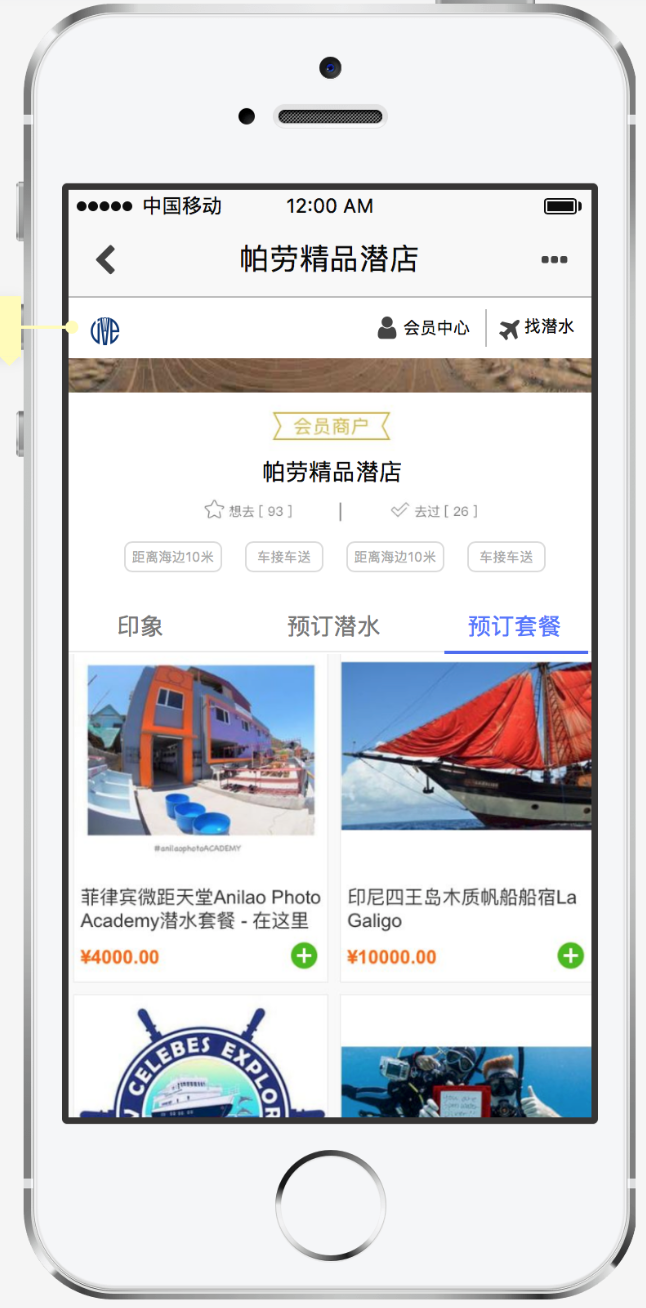 中国移动 12:00 AM
帕劳精品潜店
LIVE 会员中心 找潜水
会员商户
帕劳精品潜店
想去 [ 93 ] | 去过 [ 26 ]
距离海边10米 车接车送 距离海边10米 车接车送
印象 预订潜水 预订套餐
#anilaophotoACADEMY
菲律宾微距天堂Anilao Photo
Academy潜水套餐 - 在这里
¥4000.00
印尼四王岛木质帆船船宿La
Galigo
¥10000.00
CELEBES EXPLOR